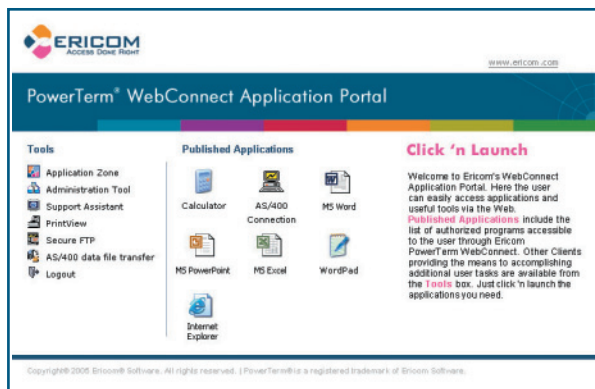 ERICOM
ACCESS DONE RIGHT
www.ericom.com
PowerTerm® WebConnect Application Portal
Tools
Application Zone
Administration Tool
Support Assistant
PrintView
Secure FTP
AS/400 data file transfer
Logout
Published Applications
Calculator
AS/400
Connection
MS Word
MS PowerPoint
MS Excel
WordPad
Internet
Explorer
Click 'n Launch
Welcome to Ericom's WebConnect
Application Portal. Here the user
can easily access applications and
useful tools via the Web.
Published Applications include the
list of authorized programs accessible
to the user through Ericom
PowerTerm WebConnect. Other Clients
providing the means to accomplishing
additional user tasks are available from
the Tools box. Just click 'n launch the
applications you need.
Copyright® 2005 Ericom® Software. All rights reserved. | PowerTerm® is a registered trademark of Ericom Software.